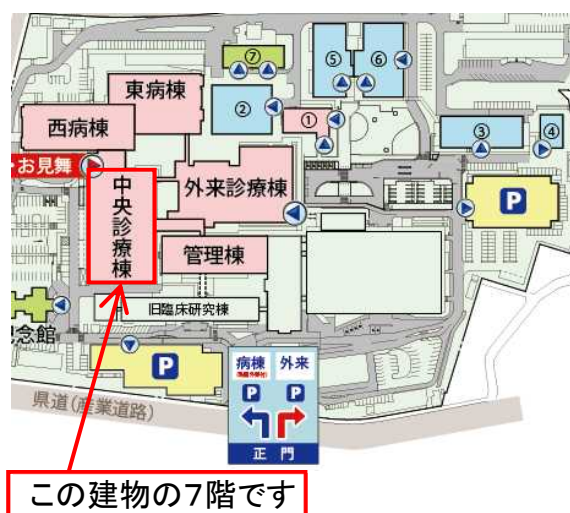 ⑦
東病棟
⑤
⑥
②
①
西病棟
③
④
お見舞
中央診療棟
外来診療棟
P
管理棟
旧臨床研究棟
念館
P
病棟 外来
P P
県道(産業道路)
正門
この建物の7階です